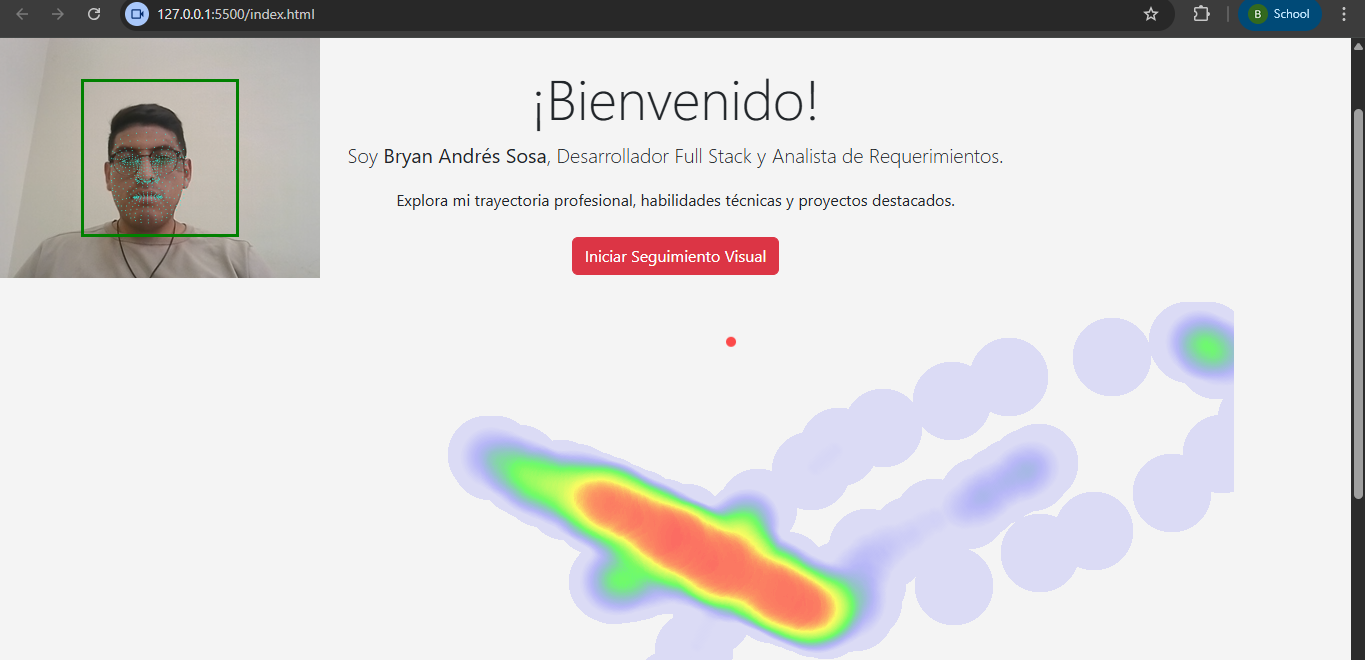 127.0.0.1:5500/index.html
B School
¡Bienvenido!
Soy Bryan Andrés Sosa, Desarrollador Full Stack y Analista de Requerimientos.
Explora mi trayectoria profesional, habilidades técnicas y proyectos destacados.
Iniciar Seguimiento Visual